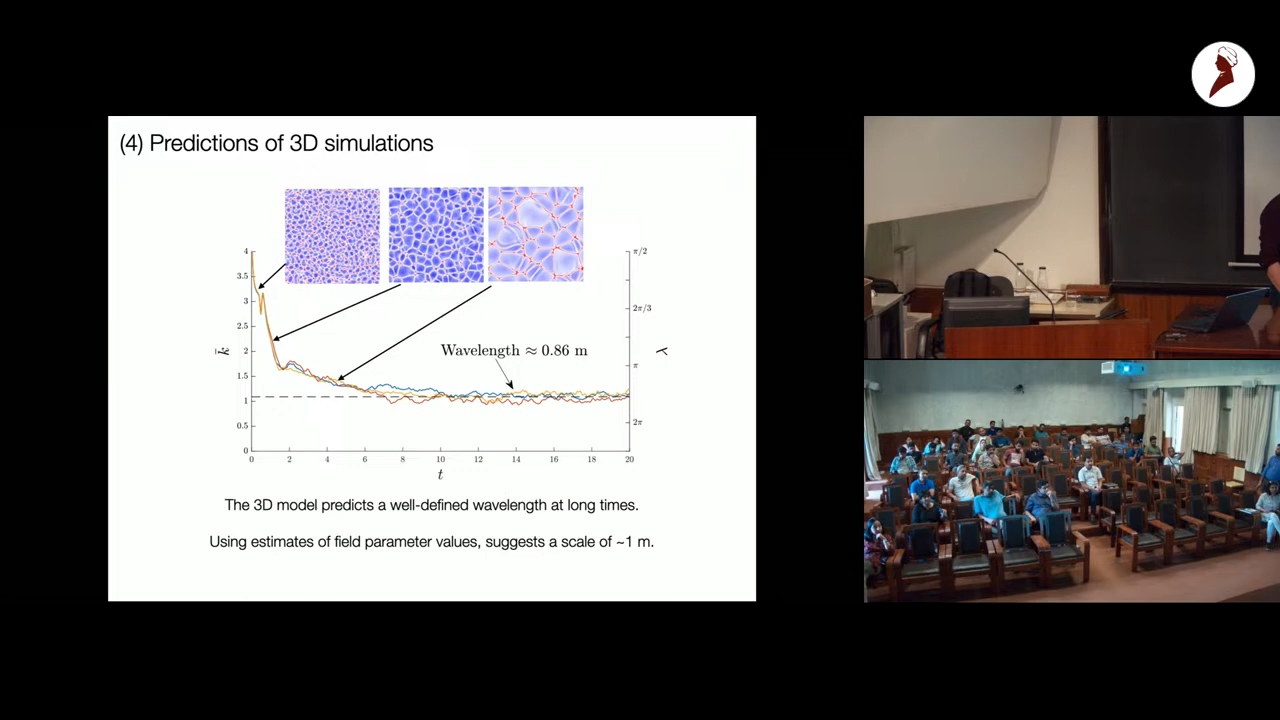 (4) Predictions of 3D simulations
4
3.5
3
2.5
2
1.5
1
0.5
0
k̄
π/2
2π/3
π
2π
λ
Wavelength ≈ 0.86 m
0 2 4 6 8 10 12 14 16 18 20
t
The 3D model predicts a well-defined wavelength at long times.
Using estimates of field parameter values, suggests a scale of ~1 m.